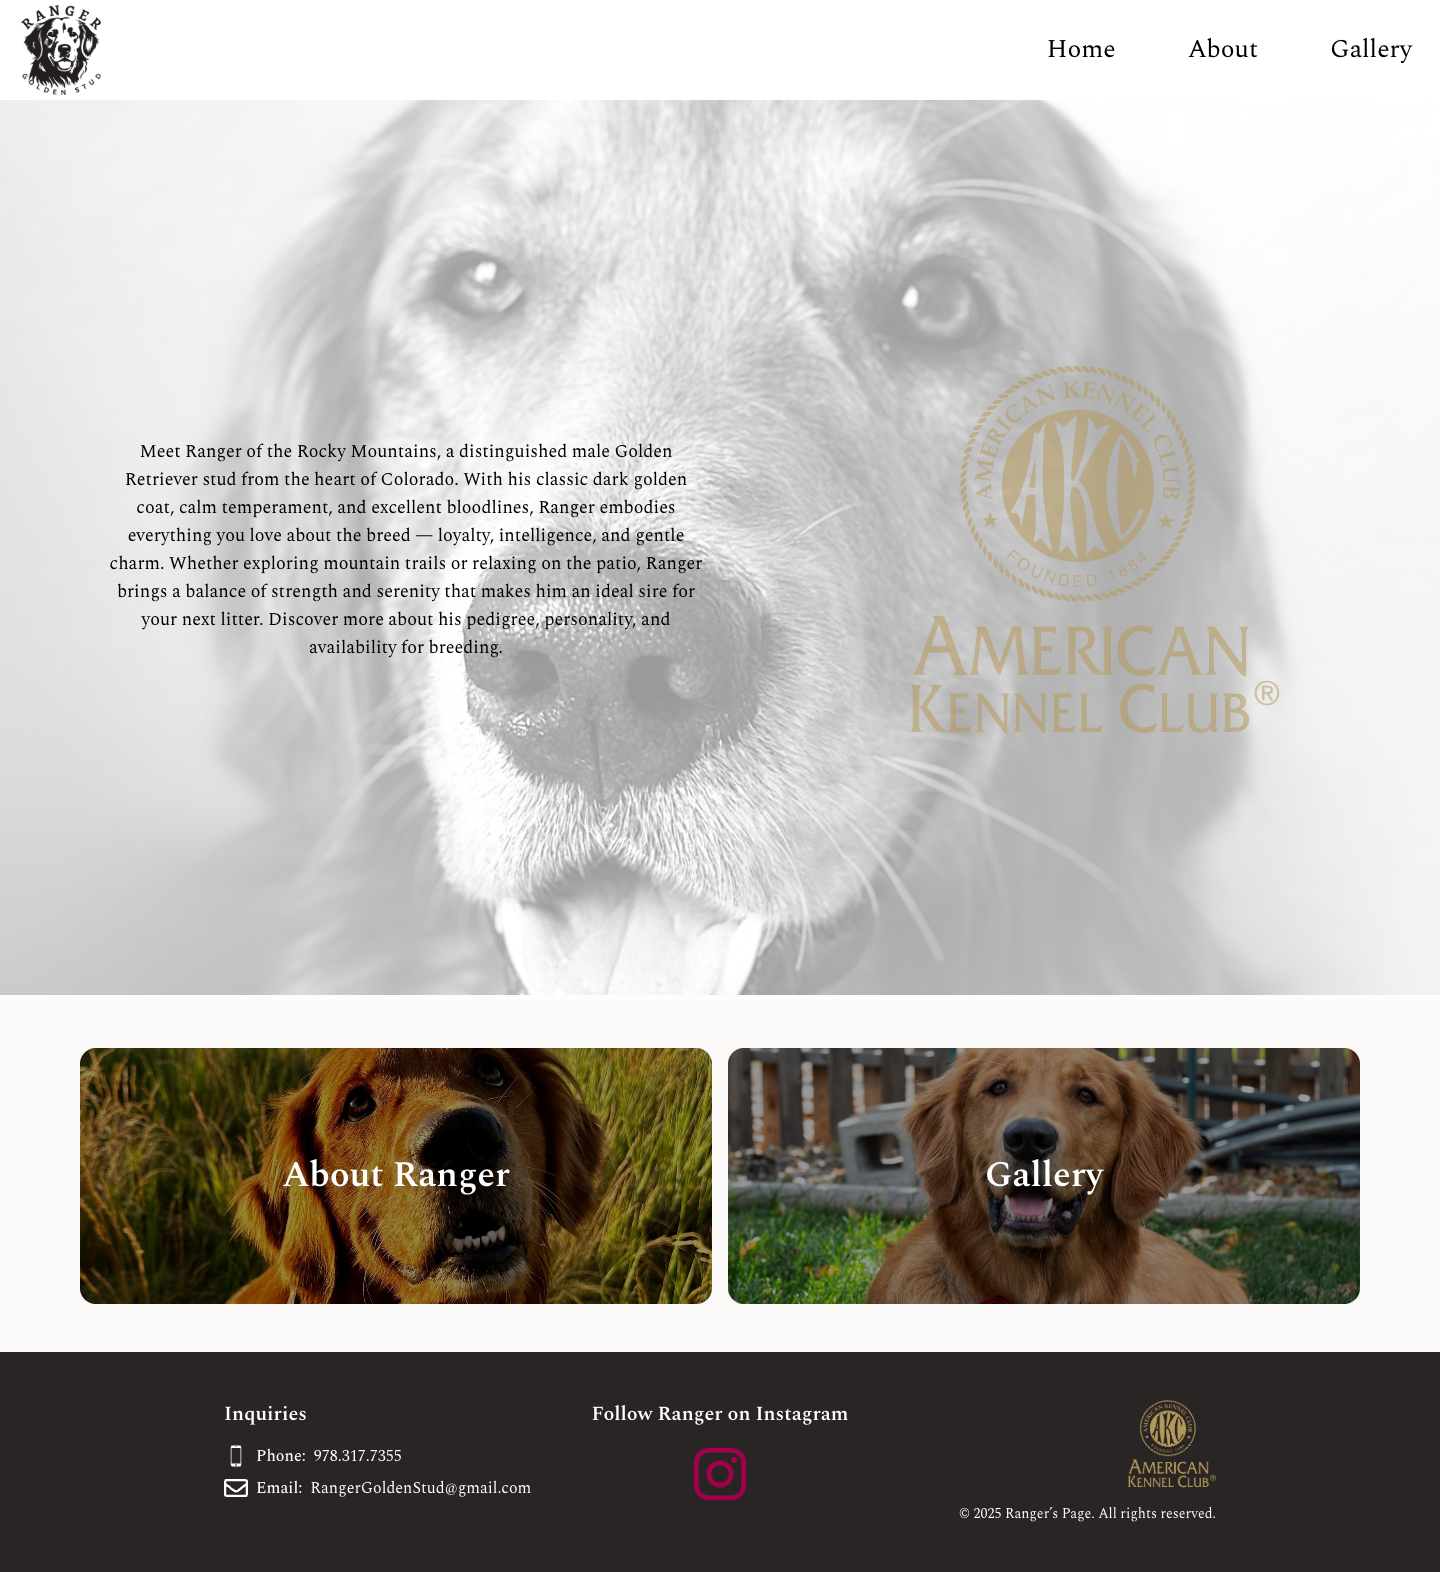 RANGER
GOLDEN STUD
Home
About
Gallery
Meet Ranger of the Rocky Mountains, a distinguished male Golden
Retriever stud from the heart of Colorado. With his classic dark golden
coat, calm temperament, and excellent bloodlines, Ranger embodies
everything you love about the breed — loyalty, intelligence, and gentle
charm. Whether exploring mountain trails or relaxing on the patio, Ranger
brings a balance of strength and serenity that makes him an ideal sire for
your next litter. Discover more about his pedigree, personality, and
availability for breeding.
AMERICAN KENNEL CLUB
AKC
FOUNDED 1884
AMERICAN
KENNEL CLUB®
About Ranger
Gallery
Inquiries
Phone: 978.317.7355
Email: RangerGoldenStud@gmail.com
Follow Ranger on Instagram
AMERICAN KENNEL CLUB
AKC
FOUNDED 1884
AMERICAN
KENNEL CLUB®
© 2025 Ranger’s Page. All rights reserved.